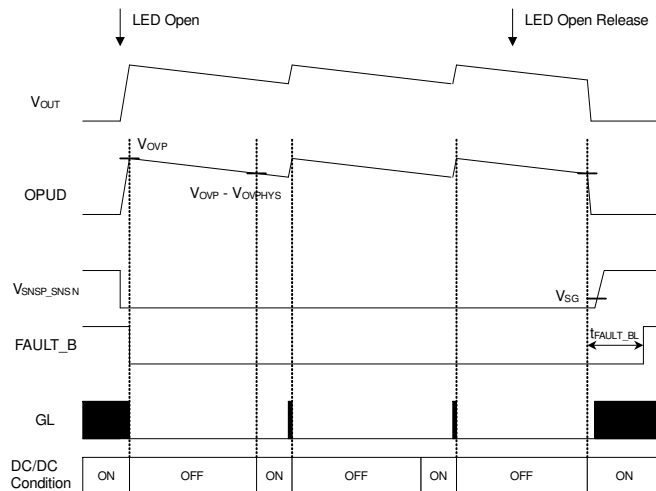 LED Open
LED Open Release
VOUT
VOVP
OPUD
VOVP - VOVPHYS
VSNSP_SNSN
VSG
tFAULT_BL
FAULT_B
GL
DC/DC
Condition
ON OFF ON OFF ON OFF ON